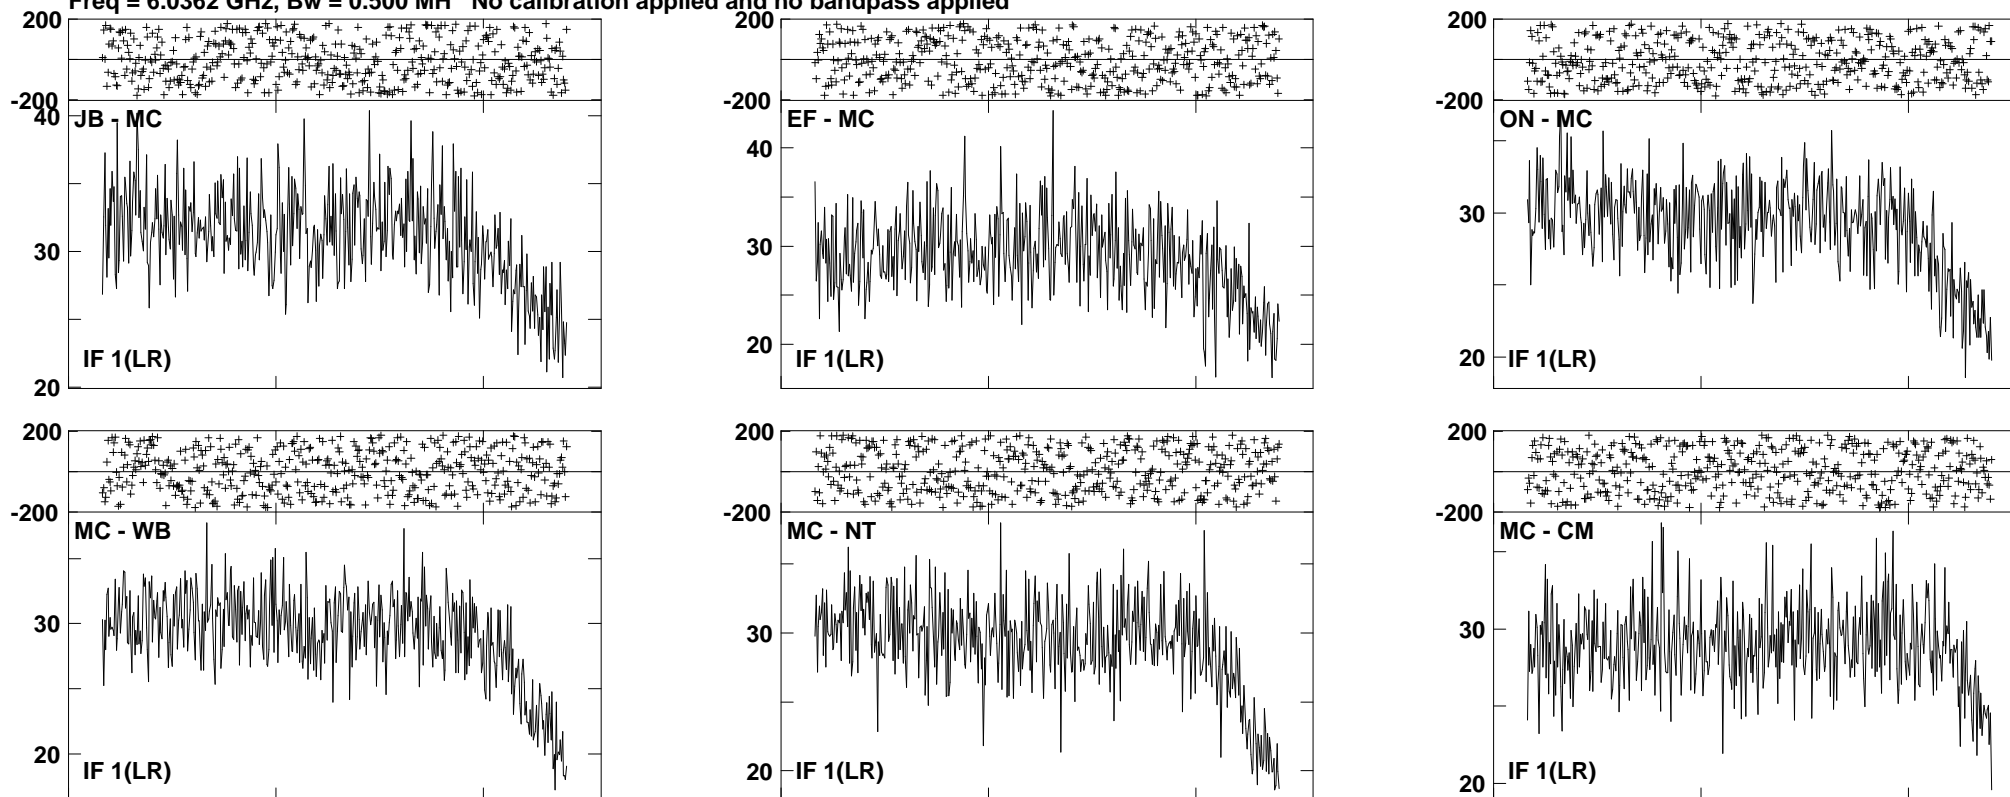 Freq = 6.0362 GHz, Bw = 0.500 MH No calibration applied and no bandpass applied
200
-200
40
30
20
JB - MC
IF 1(LR)
200
-200
40
30
20
EF - MC
IF 1(LR)
200
-200
30
20
ON - MC
IF 1(LR)
200
-200
30
20
MC - WB
IF 1(LR)
200
-200
30
20
MC - NT
IF 1(LR)
200
-200
30
20
MC - CM
IF 1(LR)